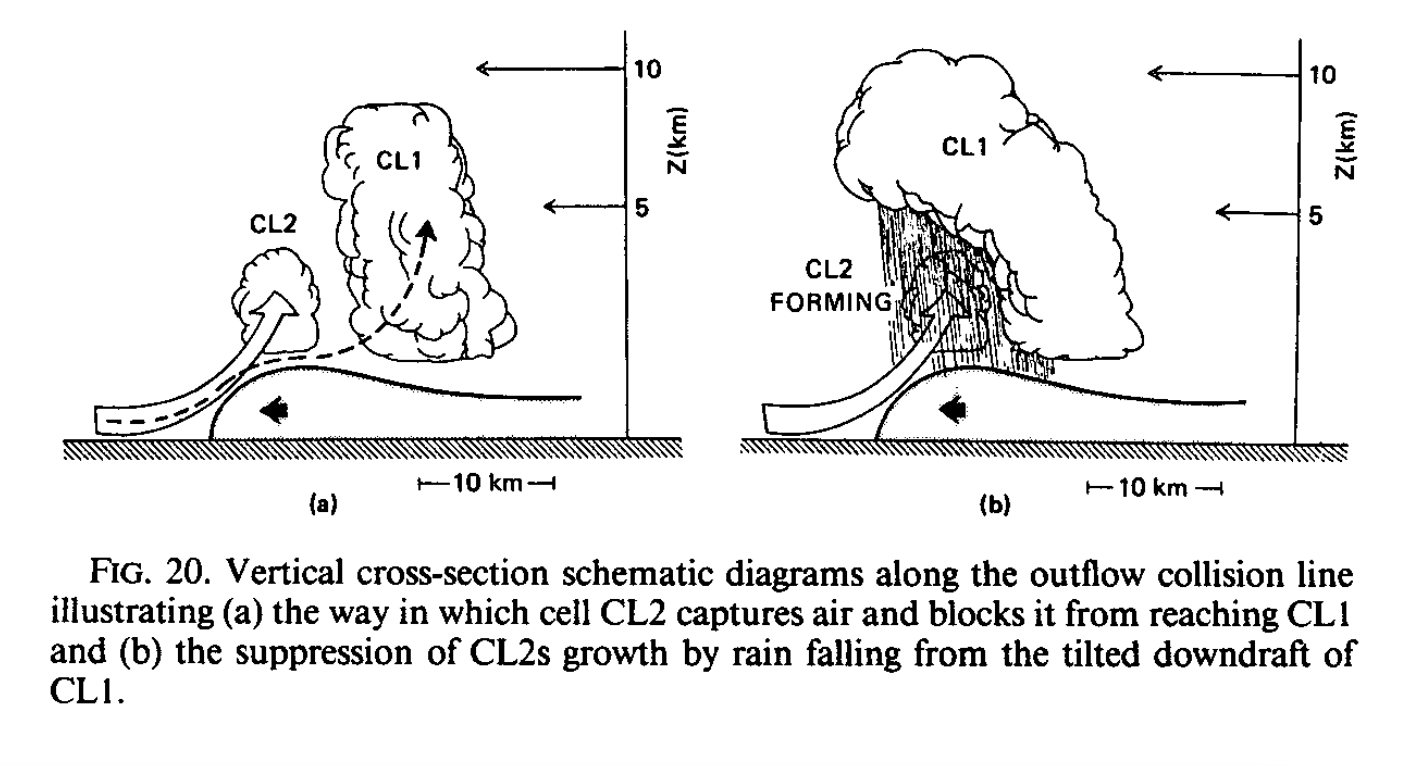 10
CL1
Z(km)
CL2
5
10 km
(a)
10
CL1
Z(km)
5
CL2
FORMING
10 km
(b)
FIG. 20. Vertical cross-section schematic diagrams along the outflow collision line
illustrating (a) the way in which cell CL2 captures air and blocks it from reaching CL1
and (b) the suppression of CL2s growth by rain falling from the tilted downdraft of
CL1.